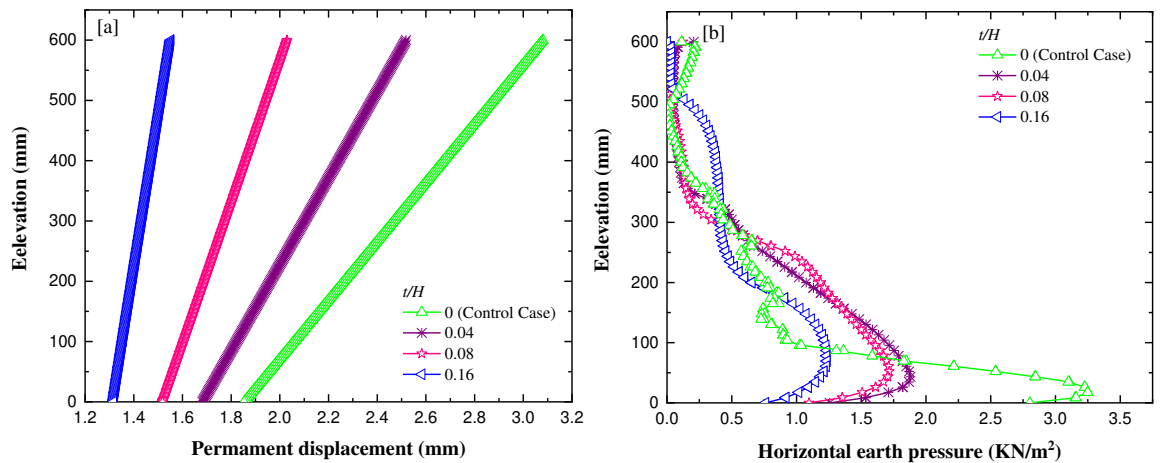 [a]
600
500
400
300
200
100
0
Eelevation (mm)
t/H
0 (Control Case)
0.04
0.08
0.16
1.2 1.4 1.6 1.8 2.0 2.2 2.4 2.6 2.8 3.0 3.2
Permament displacement (mm)
[b]
600
500
400
300
200
100
0
Eelevation (mm)
t/H
0 (Control Case)
0.04
0.08
0.16
0.0 0.5 1.0 1.5 2.0 2.5 3.0 3.5
Horizontal earth pressure (KN/m²)